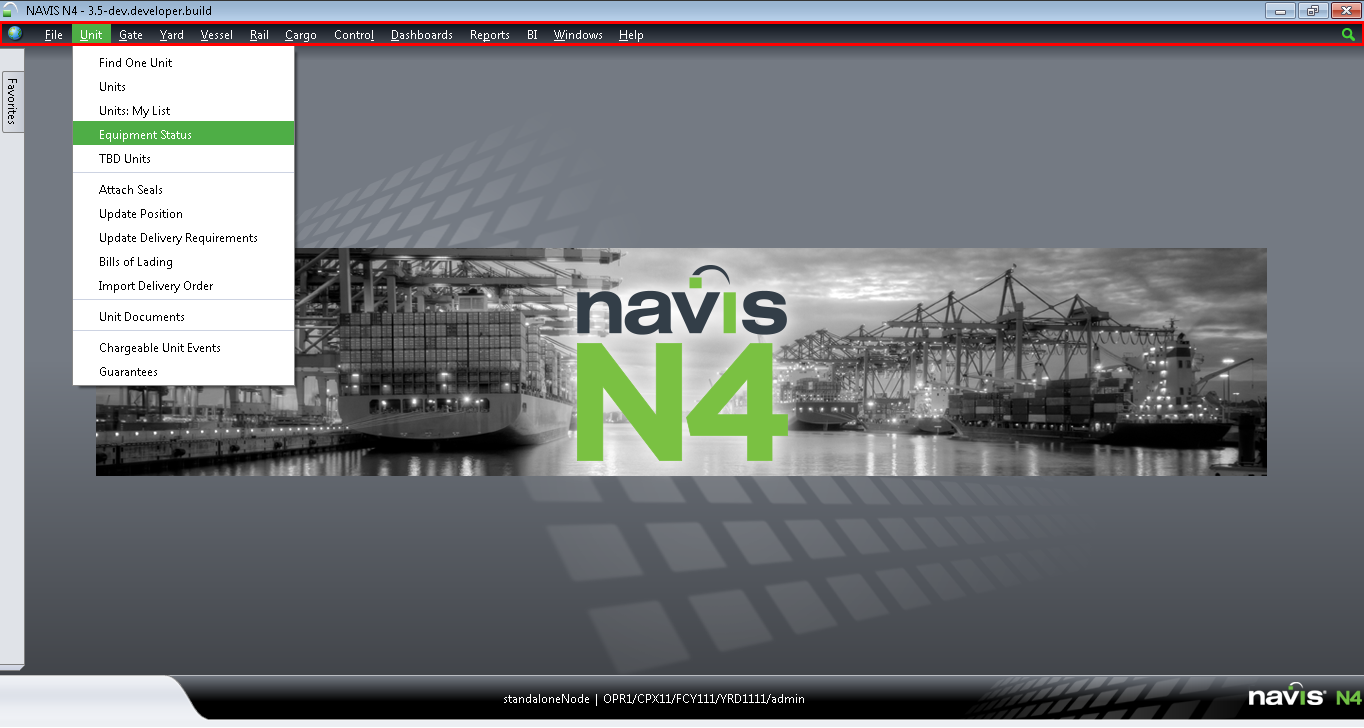 NAVIS N4 - 3.5-dev.developer.build
File Unit Gate Yard Vessel Rail Cargo Control Dashboards Reports BI Windows Help
Favorites
Find One Unit
Units
Units: My List
Equipment Status
TBD Units
Attach Seals
Update Position
Update Delivery Requirements
Bills of Lading
Import Delivery Order
Unit Documents
Chargeable Unit Events
Guarantees
navis
N4
standaloneNode | OPR1/CPX11/FCY111/YRD1111/admin
navis N4